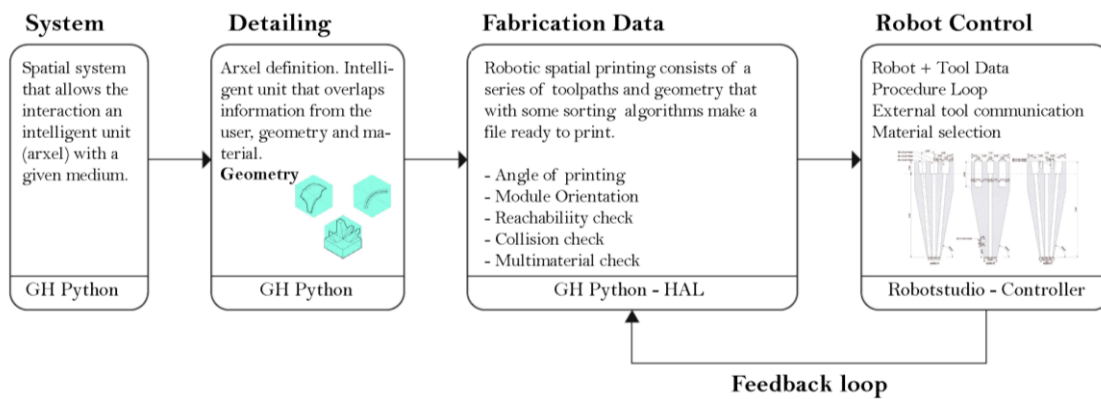 System
Spatial system
that allows the
interaction an
intelligent unit
(arxel) with a
given medium.
GH Python
Detailing
Arxel definition. Intelli-
gent unit that overlaps
information from the
user, geometry and ma-
terial.
Geometry
GH Python
Fabrication Data
Robotic spatial printing consists of a
series of toolpaths and geometry that
with some sorting algorithms make a
file ready to print.
- Angle of printing
- Module Orientation
- Reachability check
- Collision check
- Multimaterial check
GH Python - HAL
Robot Control
Robot + Tool Data
Procedure Loop
External tool communication
Material selection
Robotstudio - Controller
Feedback loop